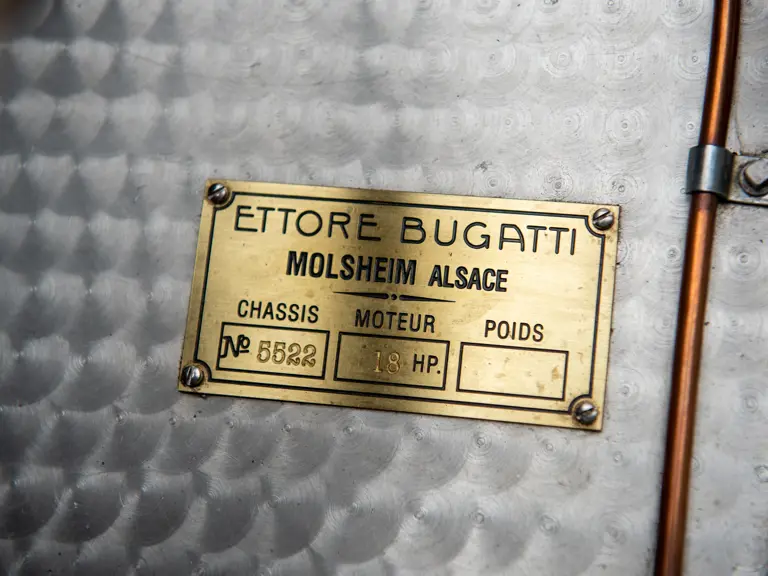 ETTORE BUGATTI
MOLSHEIM ALSACE
CHASSIS MOTEUR POIDS
Nº 5522 18 HP.